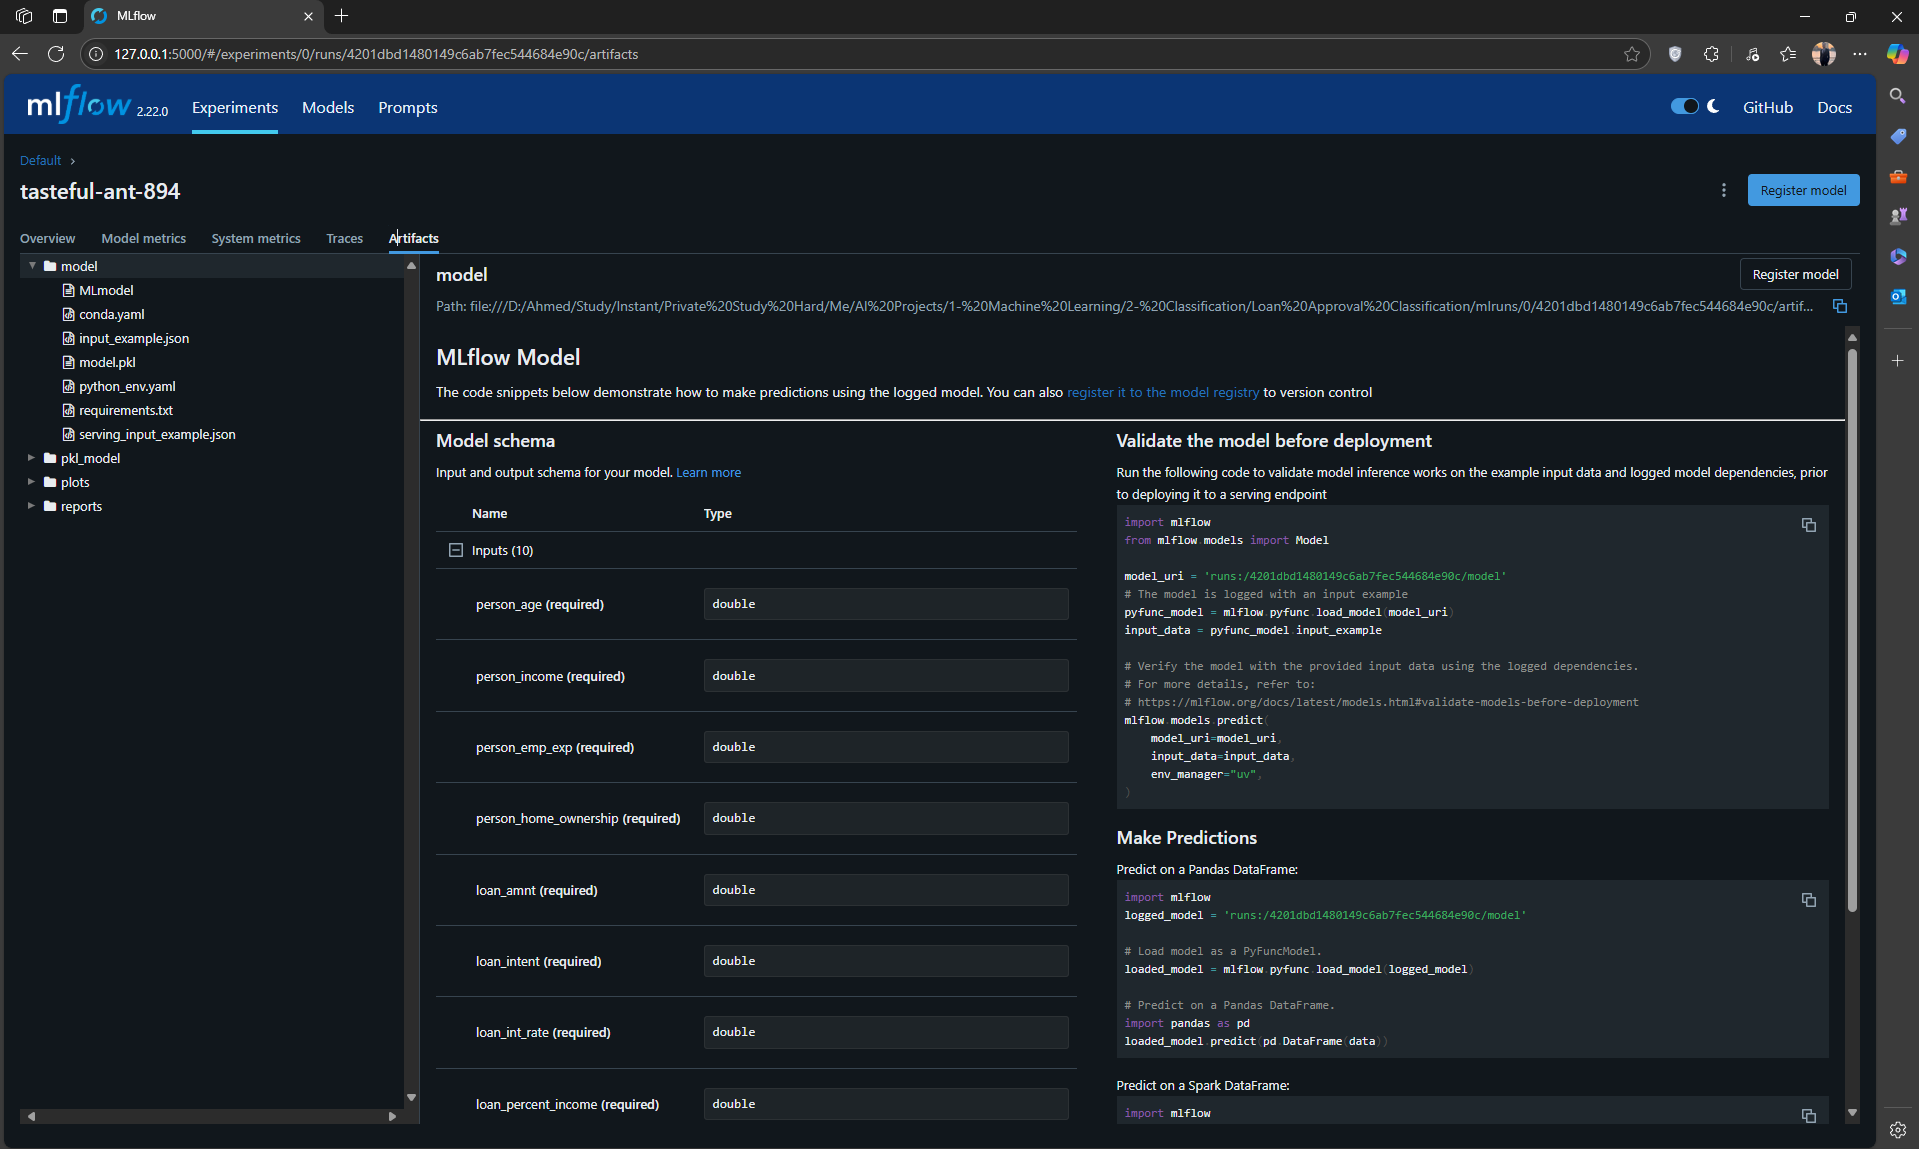 MLflow
127.0.0.1:5000/#/experiments/0/runs/4201dbd1480149c6ab7fec544684e90c/artifacts
mlflow 2.22.0 Experiments Models Prompts GitHub Docs
Default
tasteful-ant-894
Register model
Overview Model metrics System metrics Traces Artifacts
model
MLmodel
conda.yaml
input_example.json
model.pkl
python_env.yaml
requirements.txt
serving_input_example.json
pkl_model
plots
reports
model
Register model
Path: file:///D:/Ahmed/Study/Instant/Private%20Study%20Hard/Me/AI%20Projects/1-%20Machine%20Learning/2-%20Classification/Loan%20Approval%20Classification/mlruns/0/4201dbd1480149c6ab7fec544684e90c/artif...
MLflow Model
The code snippets below demonstrate how to make predictions using the logged model. You can also register it to the model registry to version control
Model schema
Input and output schema for your model. Learn more
Name Type
Inputs (10)
person_age (required) double
person_income (required) double
person_emp_exp (required) double
person_home_ownership (required) double
loan_amnt (required) double
loan_intent (required) double
loan_int_rate (required) double
loan_percent_income (required) double
Validate the model before deployment
Run the following code to validate model inference works on the example input data and logged model dependencies, prior
to deploying it to a serving endpoint
import mlflow
from mlflow.models import Model
model_uri = 'runs:/4201dbd1480149c6ab7fec544684e90c/model'
# The model is logged with an input example
pyfunc_model = mlflow.pyfunc.load_model(model_uri)
input_data = pyfunc_model.input_example
# Verify the model with the provided input data using the logged dependencies.
# For more details, refer to:
# https://mlflow.org/docs/latest/models.html#validate-models-before-deployment
mlflow.models.predict(
model_uri=model_uri,
input_data=input_data,
env_manager="uv",
)
Make Predictions
Predict on a Pandas DataFrame:
import mlflow
logged_model = 'runs:/4201dbd1480149c6ab7fec544684e90c/model'
# Load model as a PyFuncModel.
loaded_model = mlflow.pyfunc.load_model(logged_model)
# Predict on a Pandas DataFrame.
import pandas as pd
loaded_model.predict(pd.DataFrame(data))
Predict on a Spark DataFrame:
import mlflow